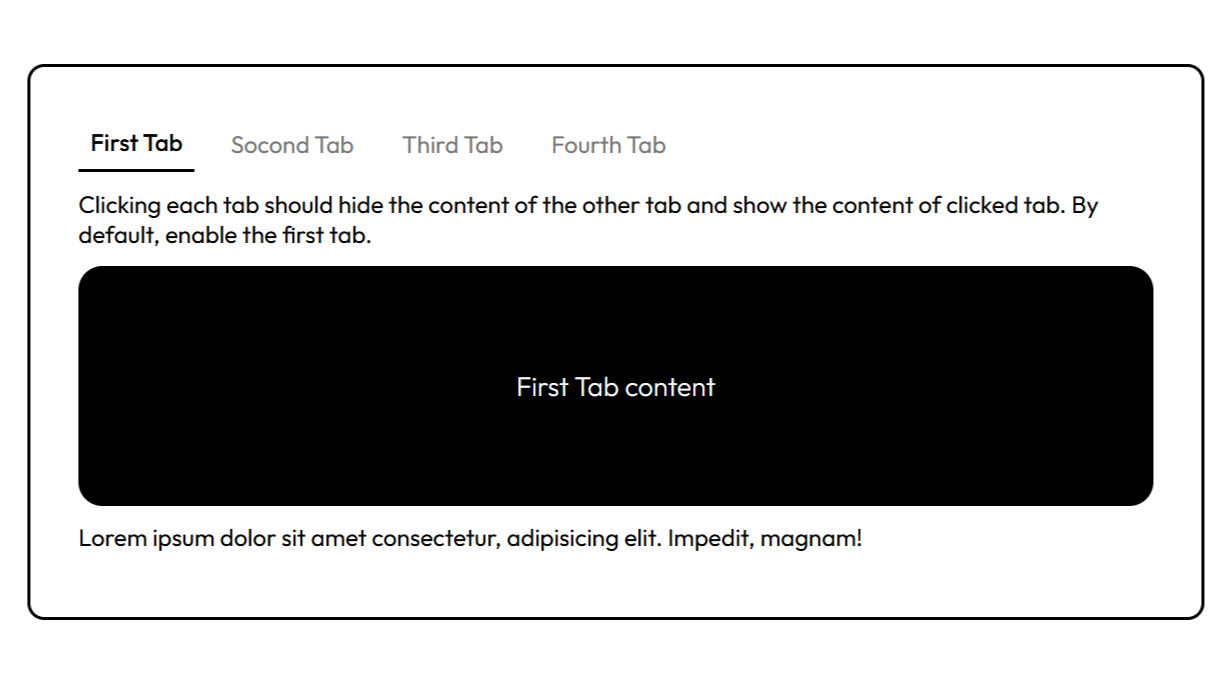 First Tab Socond Tab Third Tab Fourth Tab
Clicking each tab should hide the content of the other tab and show the content of clicked tab. By
default, enable the first tab.
First Tab content
Lorem ipsum dolor sit amet consectetur, adipisicing elit. Impedit, magnam!